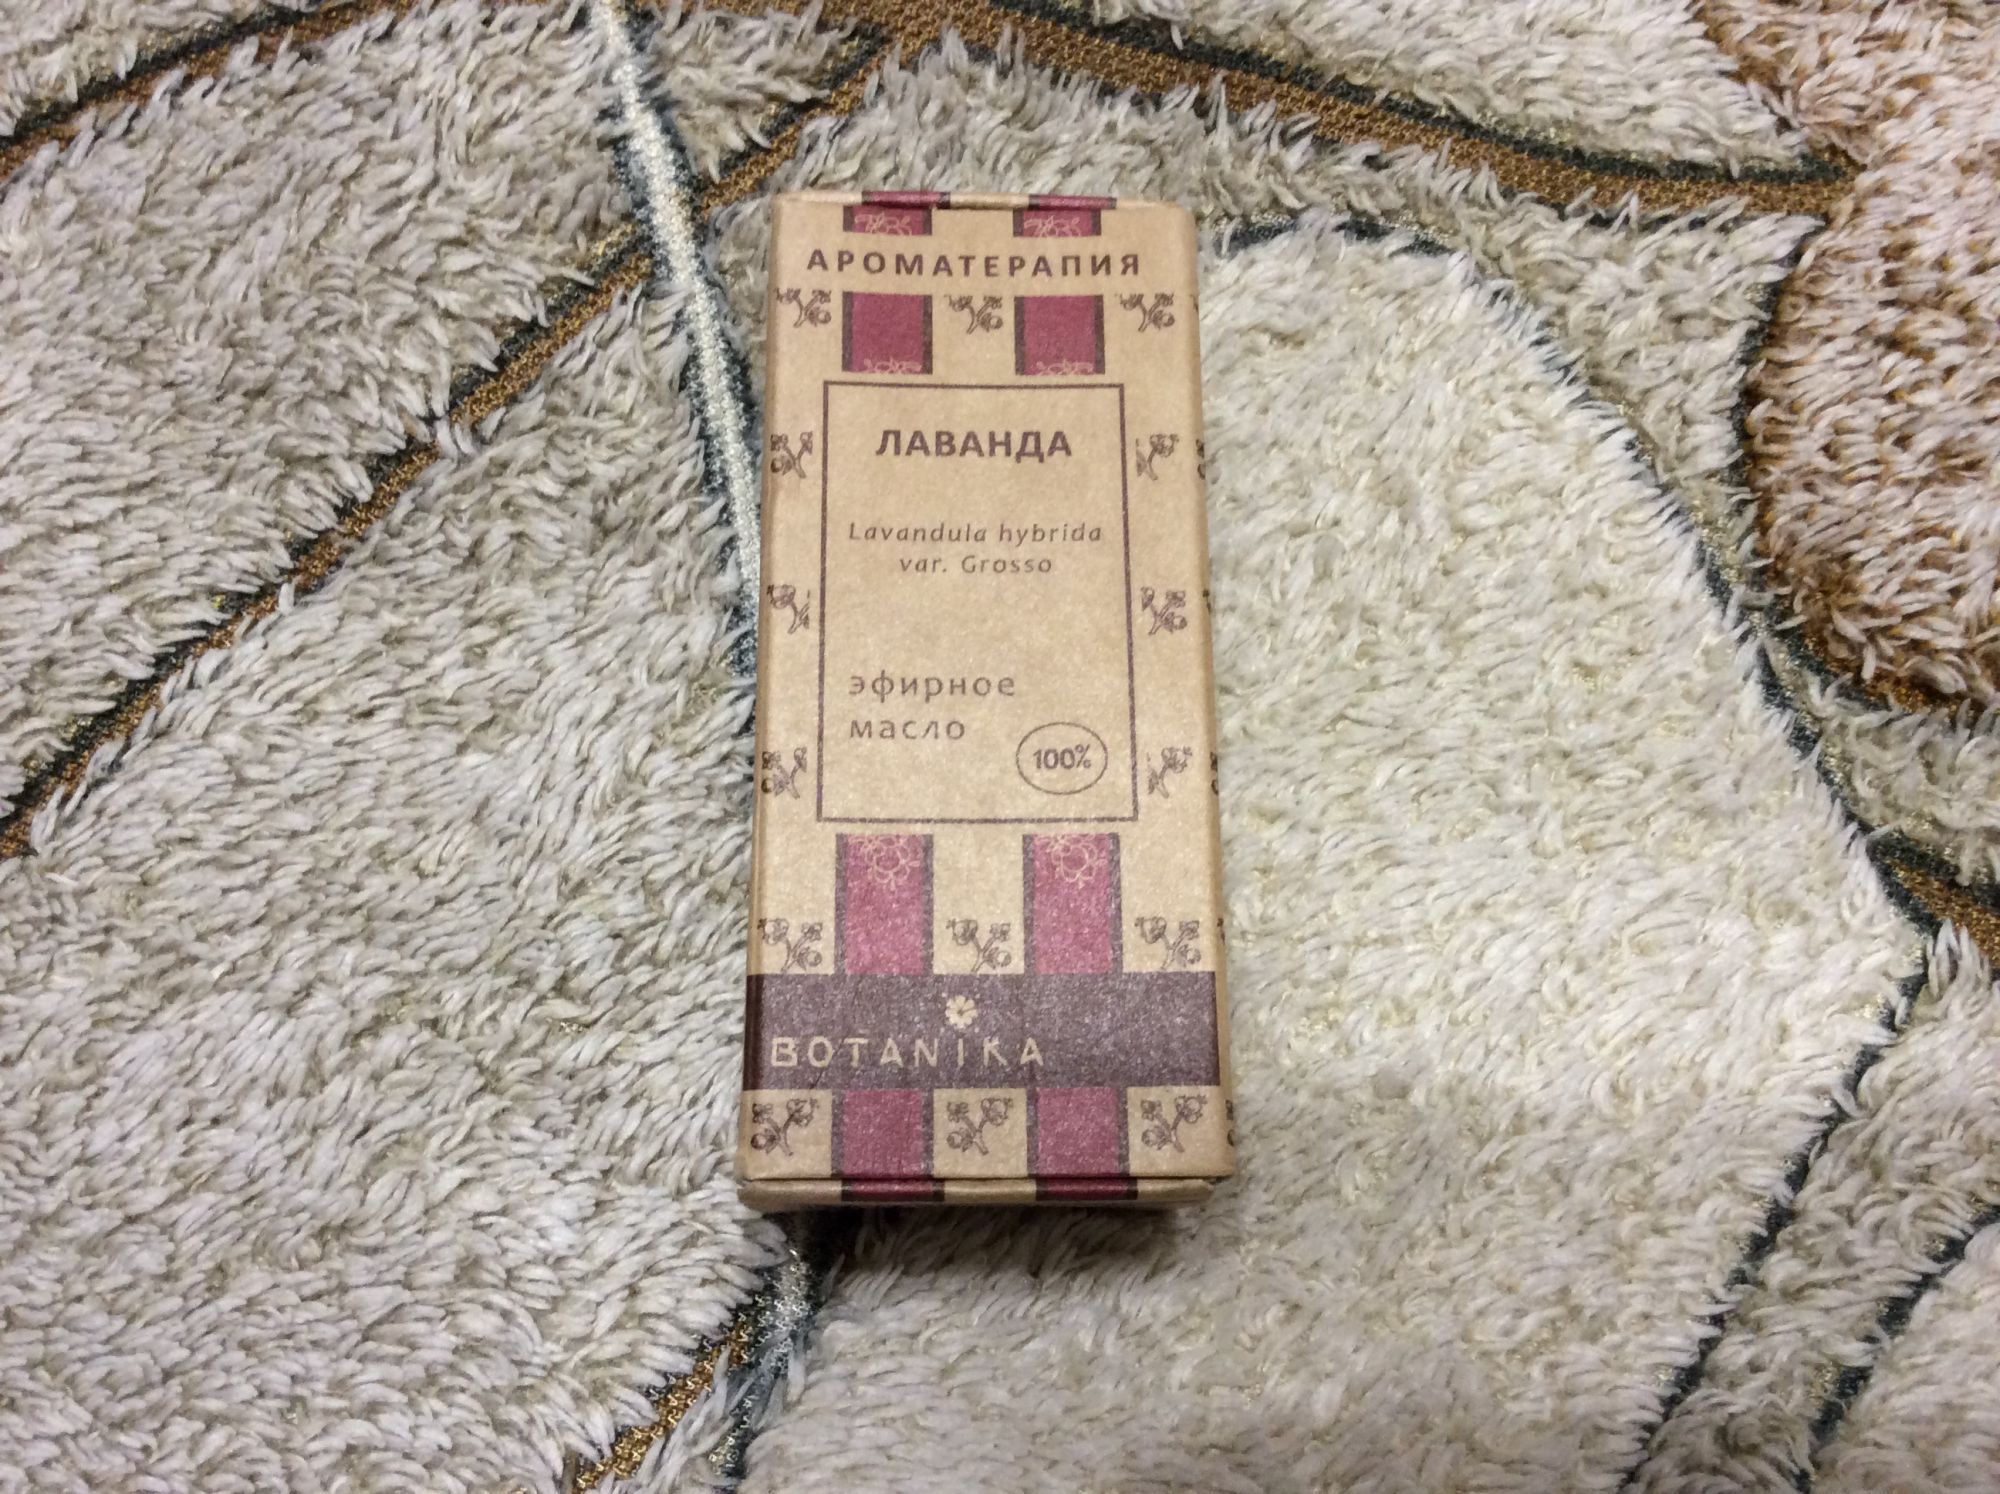 АРОМАТЕРАПИЯ
ЛАВАНДА
Lavandula hybrida
var. Grosso
эфирное
масло
100%
BOTANIKA